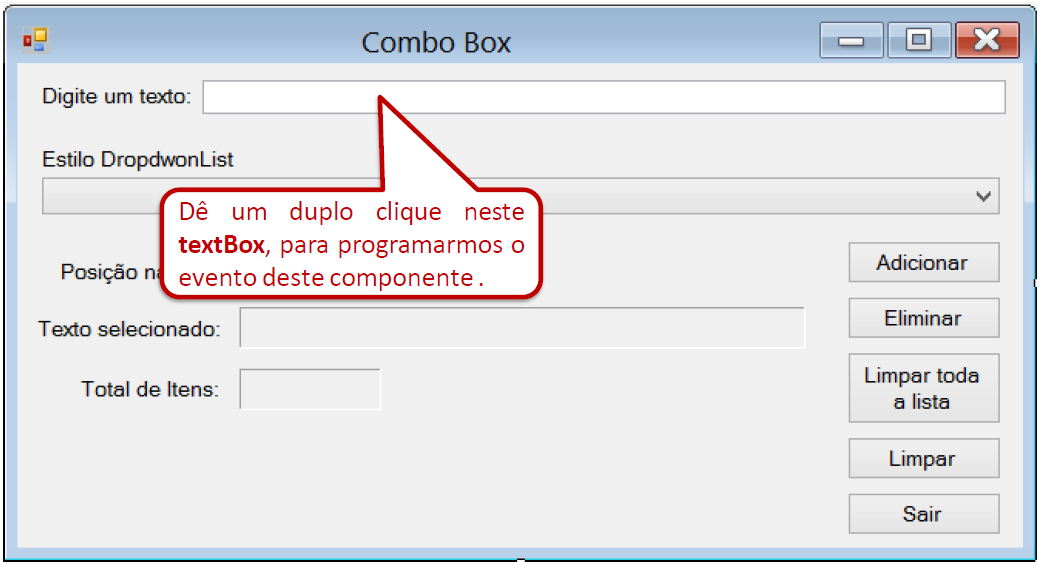 Combo Box
Digite um texto:
Estilo DropdwonList
Dê um duplo clique neste
textBox, para programarmos o
evento deste componente .
Posição
Texto selecionado:
Total de Itens:
Adicionar
Eliminar
Limpar toda
a lista
Limpar
Sair